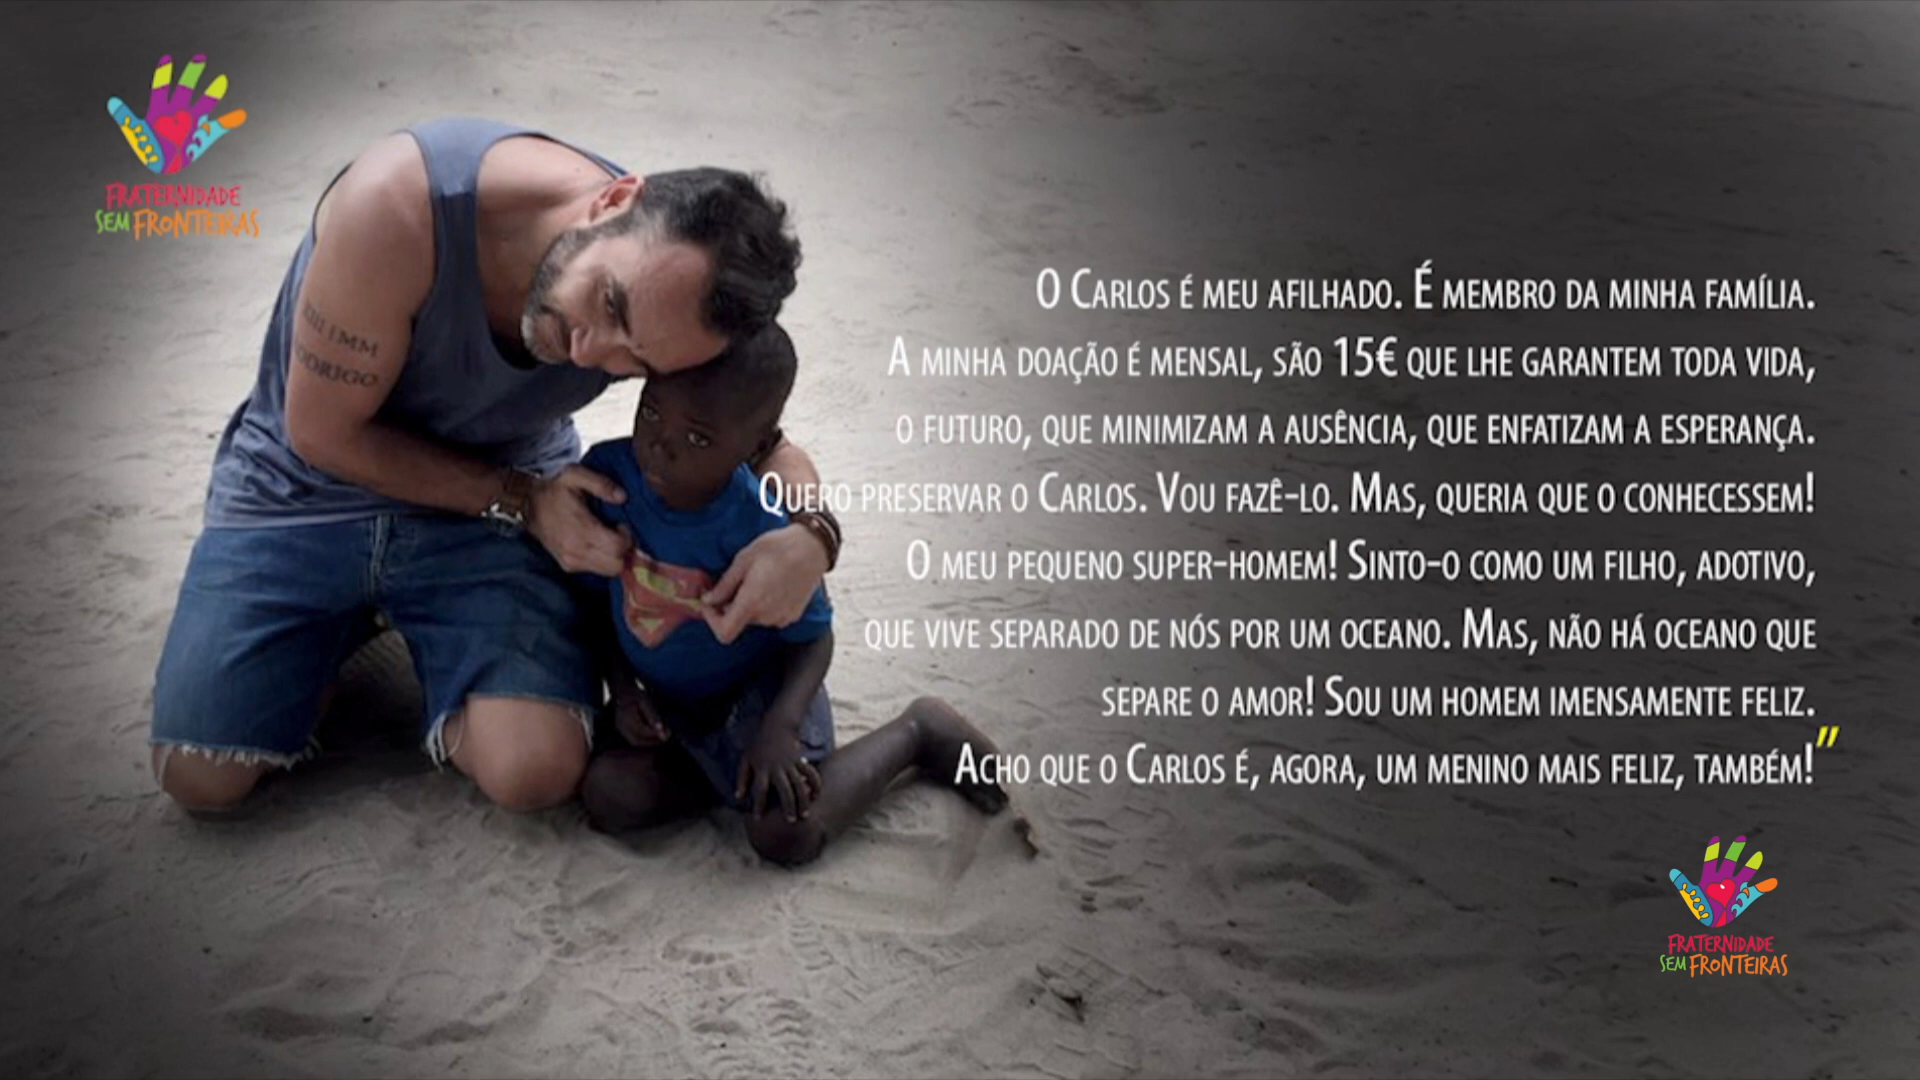 FRATERNIDADE
SEM FRONTEIRAS
O CARLOS É MEU AFILHADO. É MEMBRO DA MINHA FAMÍLIA.
A MINHA DOAÇÃO É MENSAL, SÃO 15€ QUE LHE GARANTEM TODA VIDA,
O FUTURO, QUE MINIMIZAM A AUSÊNCIA, QUE ENFATIZAM A ESPERANÇA.
QUERO PRESERVAR O CARLOS. VOU FAZÊ-LO. MAS, QUERIA QUE O CONHECESSEM!
O MEU PEQUENO SUPER-HOMEM! SINTO-O COMO UM FILHO, ADOTIVO,
QUE VIVE SEPARADO DE NÓS POR UM OCEANO. MAS, NÃO HÁ OCEANO QUE
SEPARE O AMOR! SOU UM HOMEM IMENSAMENTE FELIZ.
ACHO QUE O CARLOS É, AGORA, UM MENINO MAIS FELIZ, TAMBÉM!”
FRATERNIDADE
SEM FRONTEIRAS